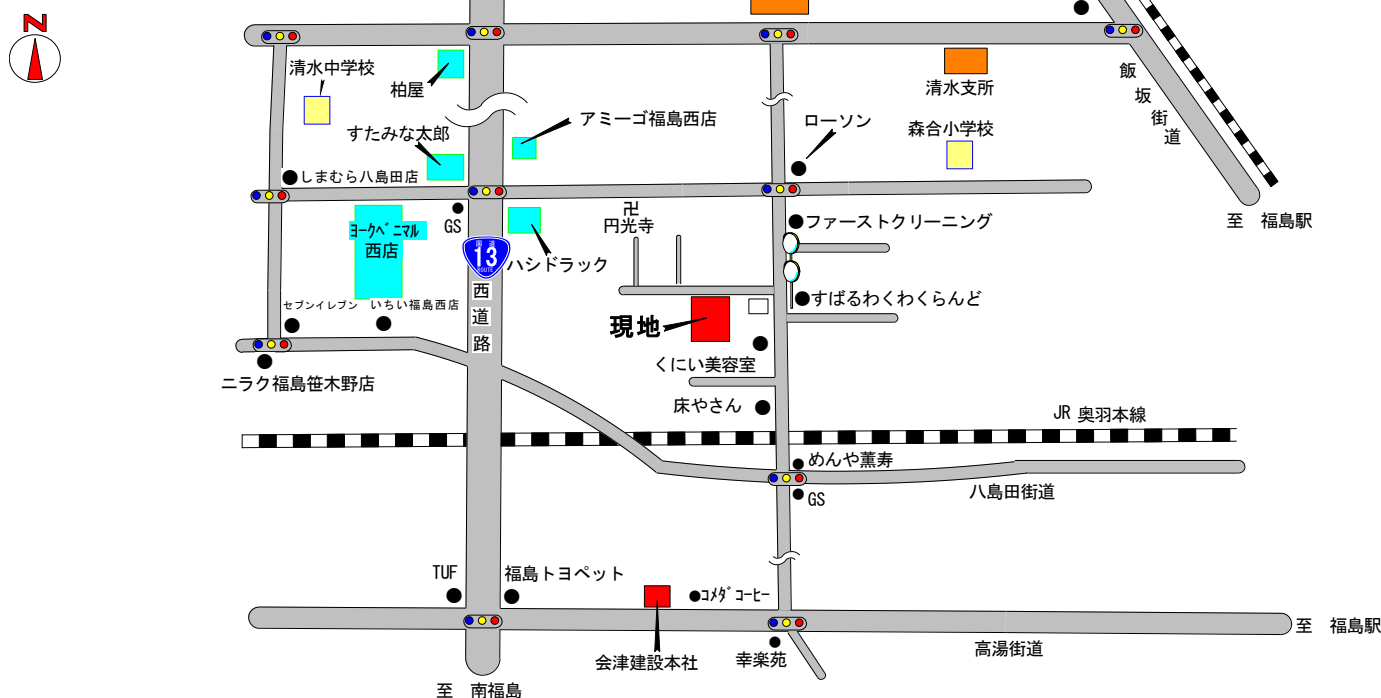 N
清水中学校
柏屋
アミーゴ福島西店
すたみな太郎
ローソン
清水支所
森合小学校
飯坂街道
至 福島駅
しまむら八島田店
GS
ヨークベニマル
西店
国道
13
ROUTE
ハシドラック
卍
円光寺
ファーストクリーニング
すばるわくわくらんど
セブンイレブン
いちい福島西店
西道路
現地
くにい美容室
ニラク福島笹木野店
床やさん
JR 奥羽本線
めんや薫寿
GS
八島田街道
TUF
福島トヨペット
コメダコーヒー
至 福島駅
会津建設本社
幸楽苑
高湯街道
至 南福島